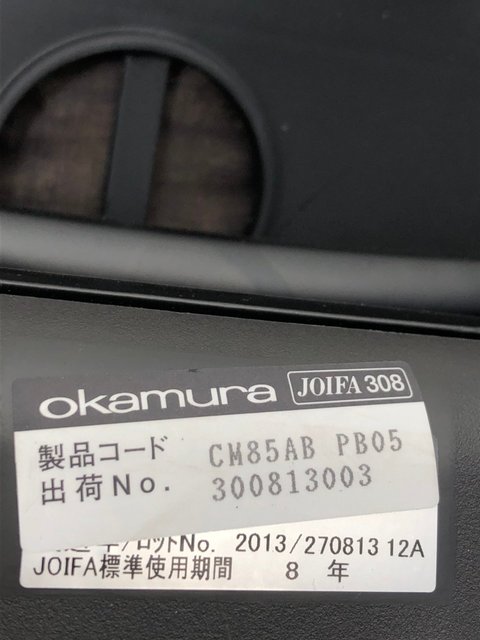 okamura JOIFA 308
製品コード CM85AB PB05
出荷No. 300813003
年/ロットNo. 2013/270813 12A
JOIFA標準使用期間 8 年